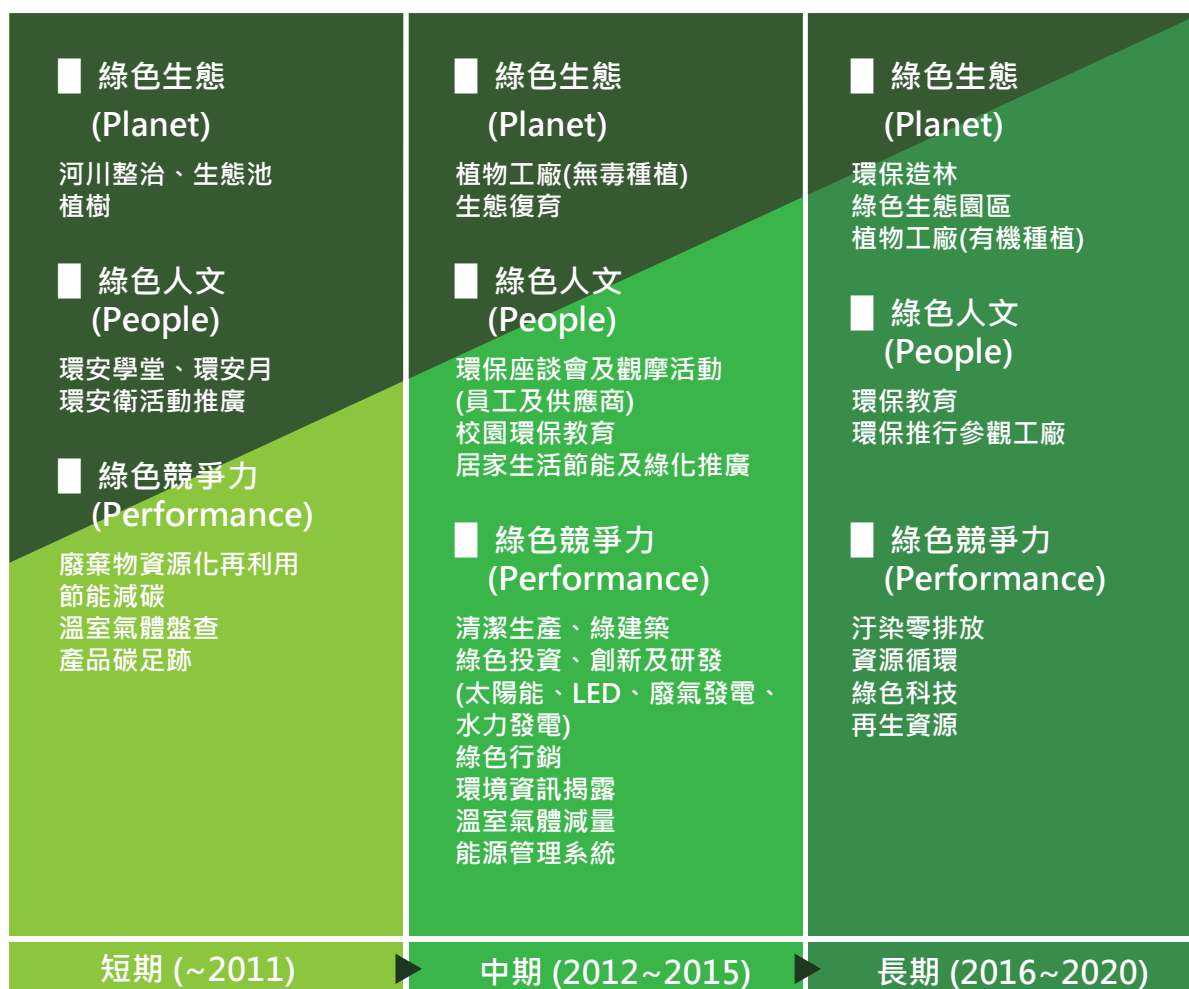 綠色生態
(Planet)
河川整治、生態池
植樹
綠色人文
(People)
環安學堂、環安月
環安衛活動推廣
綠色競爭力
(Performance)
廢棄物資源化再利用
節能減碳
溫室氣體盤查
產品碳足跡
短期 (~2011)
綠色生態
(Planet)
植物工廠(無毒種植)
生態復育
綠色人文
(People)
環保座談會及觀摩活動
(員工及供應商)
校園環保教育
居家生活節能及綠化推廣
綠色競爭力
(Performance)
清潔生產、綠建築
綠色投資、創新及研發
(太陽能、LED、廢氣發電、
水力發電)
綠色行銷
環境資訊揭露
溫室氣體減量
能源管理系統
中期 (2012~2015)
綠色生態
(Planet)
環保造林
綠色生態園區
植物工廠(有機種植)
綠色人文
(People)
環保教育
環保推行參觀工廠
綠色競爭力
(Performance)
汙染零排放
資源循環
綠色科技
再生資源
長期 (2016~2020)